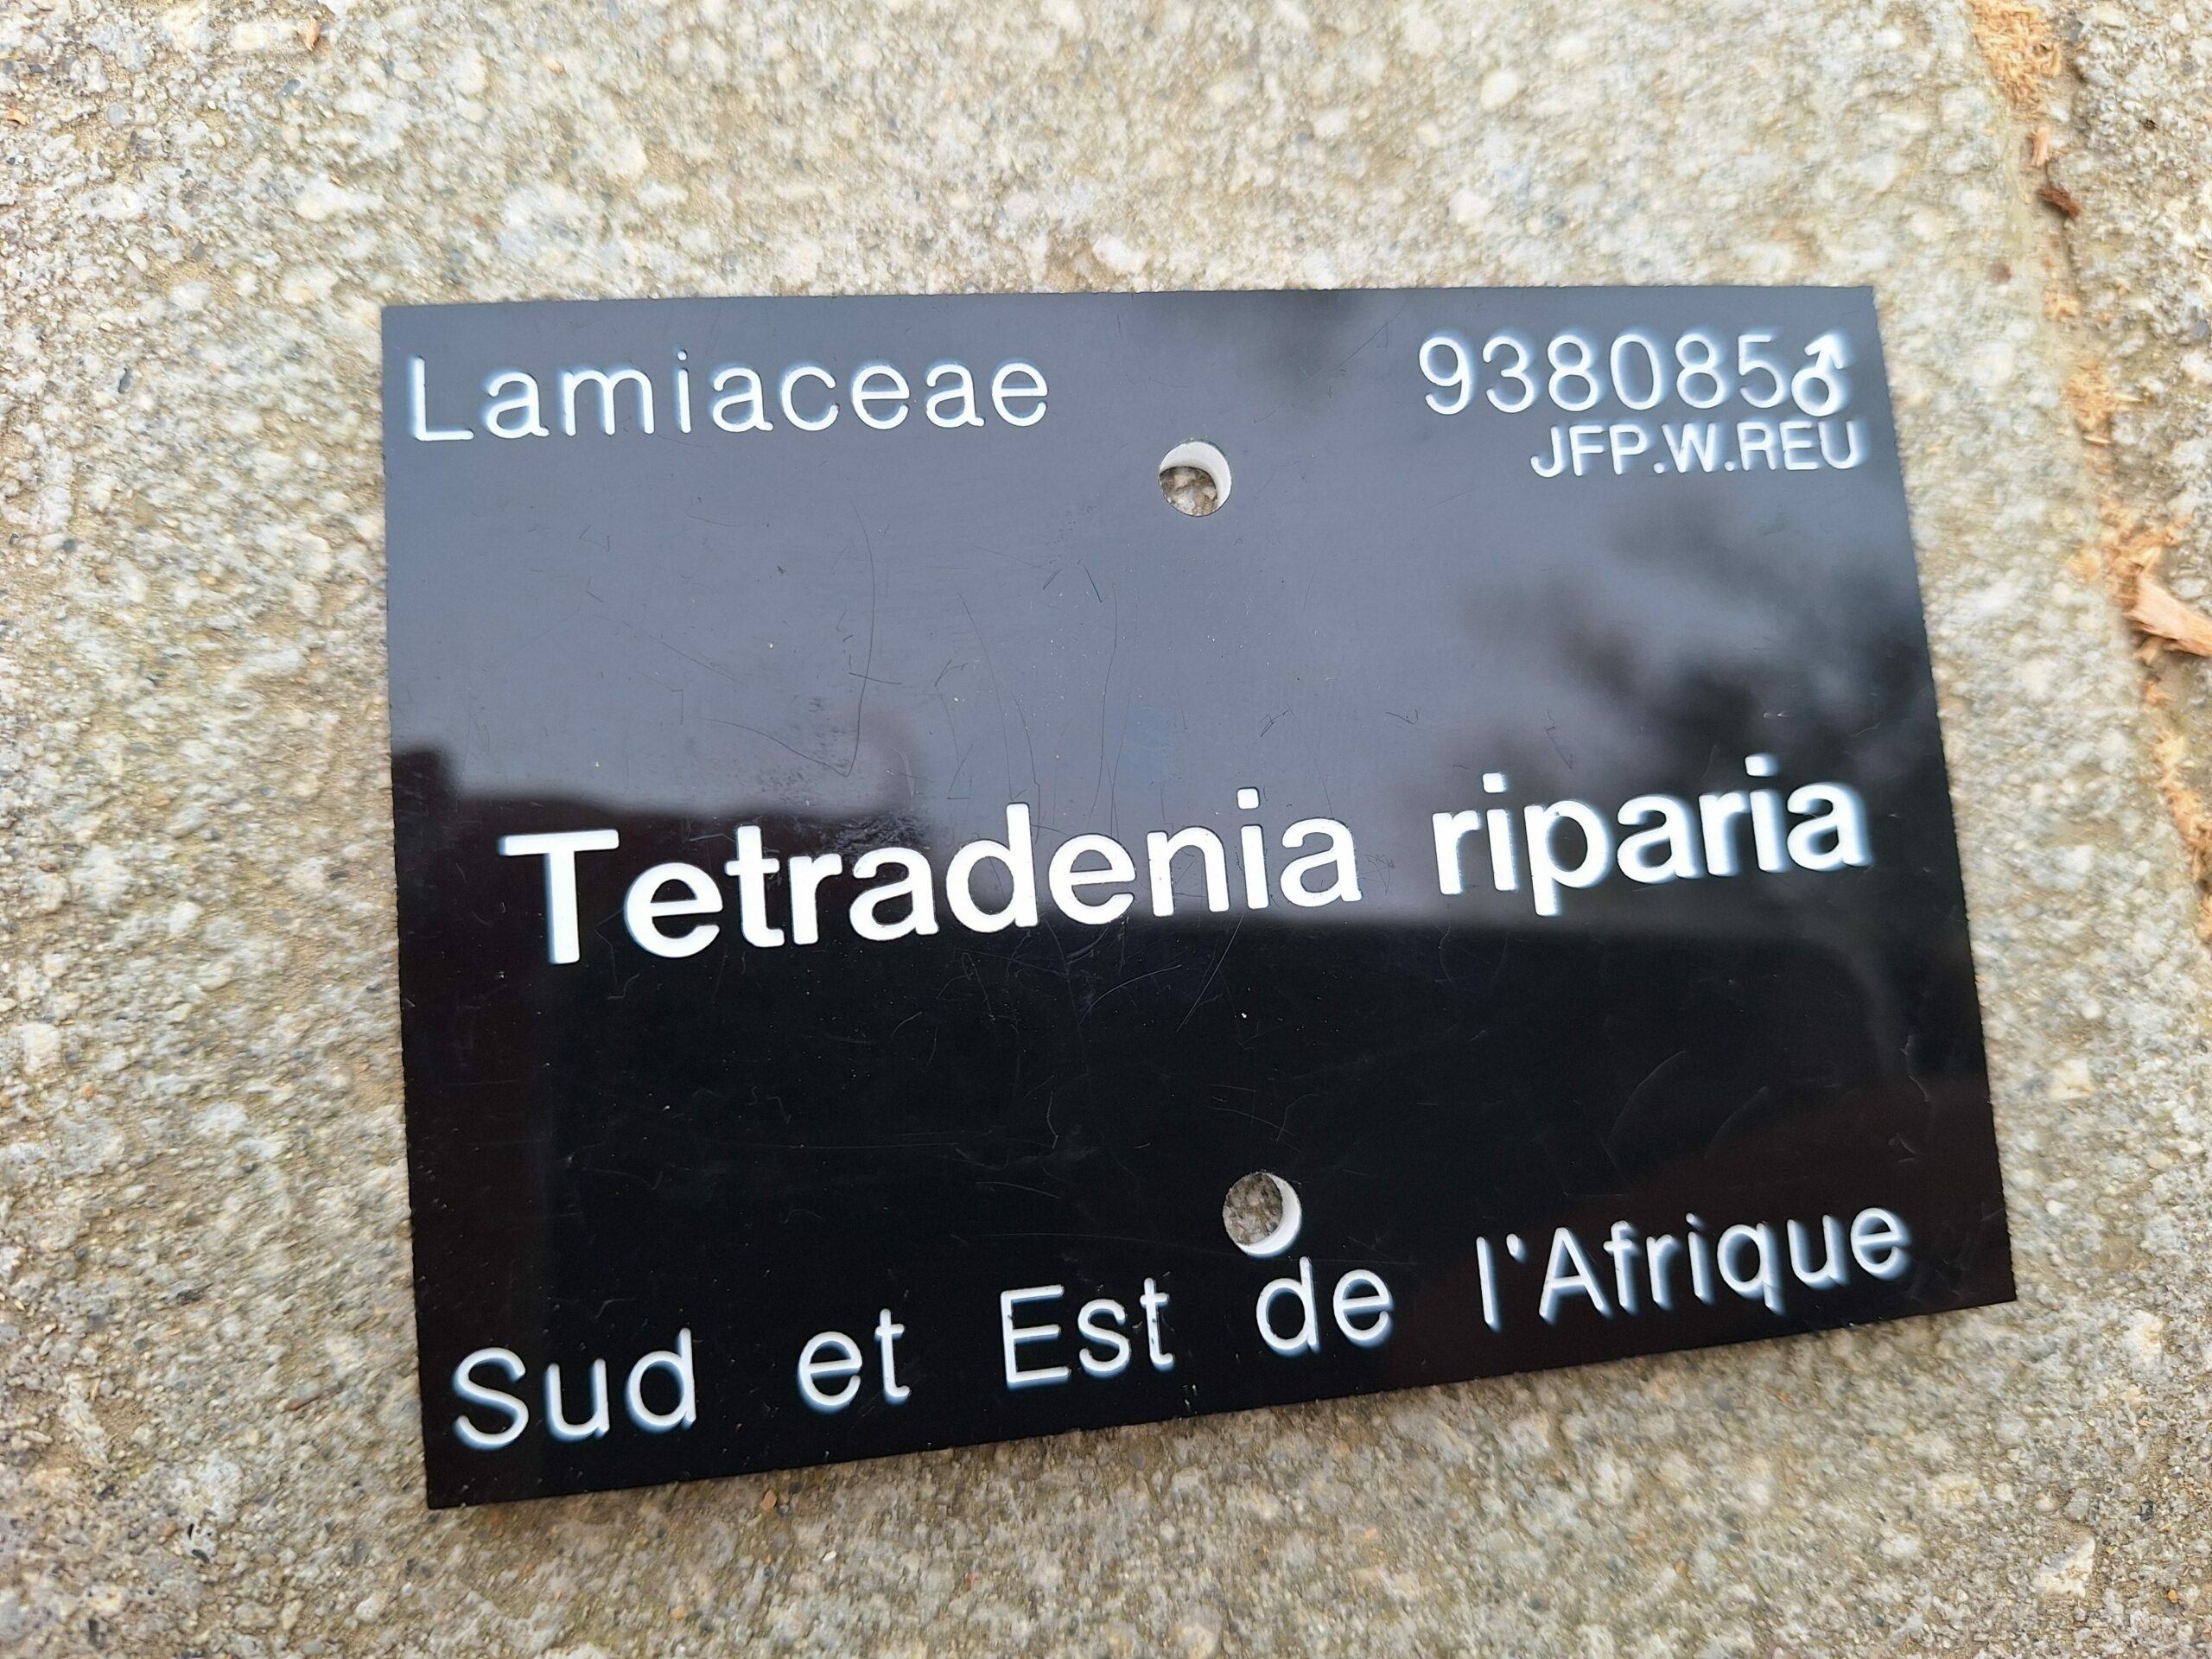 Lamiaceae
938085♂
JFP.W.REU
Tetradenia riparia
Sud et Est de l'Afrique